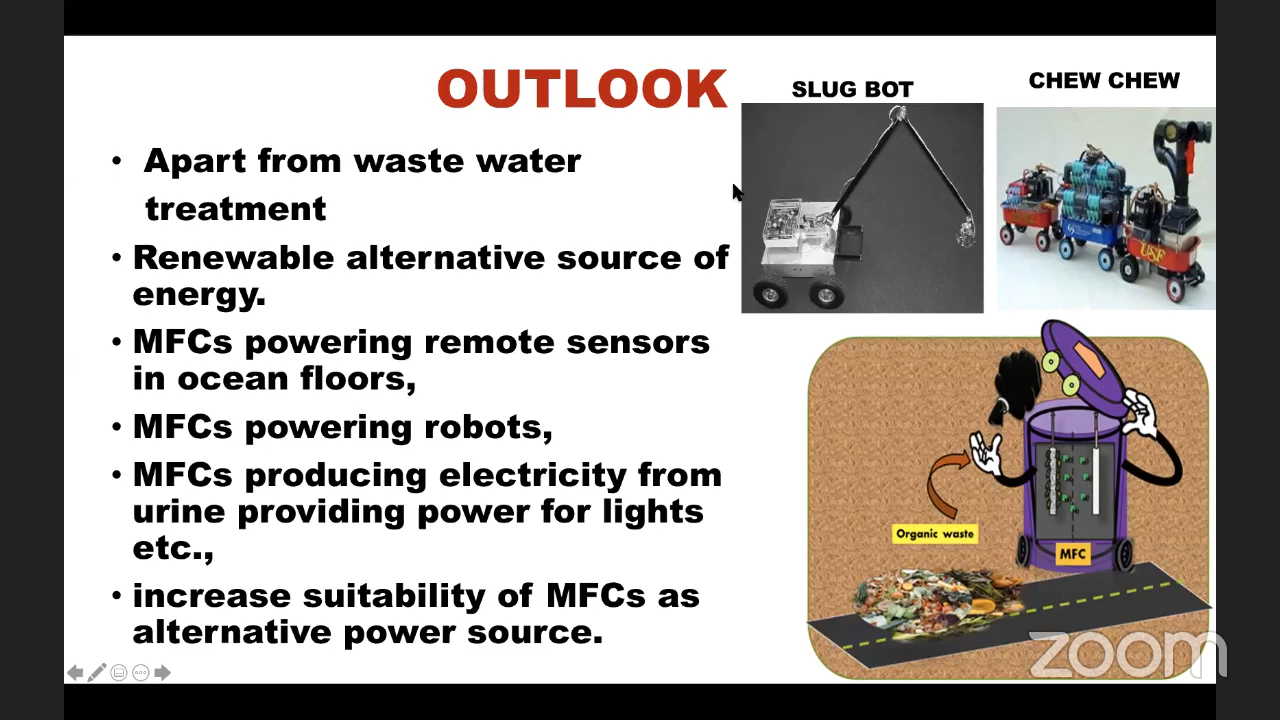 OUTLOOK
SLUG BOT
CHEW CHEW
• Apart from waste water
treatment
• Renewable alternative source of
energy.
• MFCs powering remote sensors
in ocean floors,
• MFCs powering robots,
• MFCs producing electricity from
urine providing power for lights
etc.,
• increase suitability of MFCs as
alternative power source.
USF
Organic waste
MFC
zoom